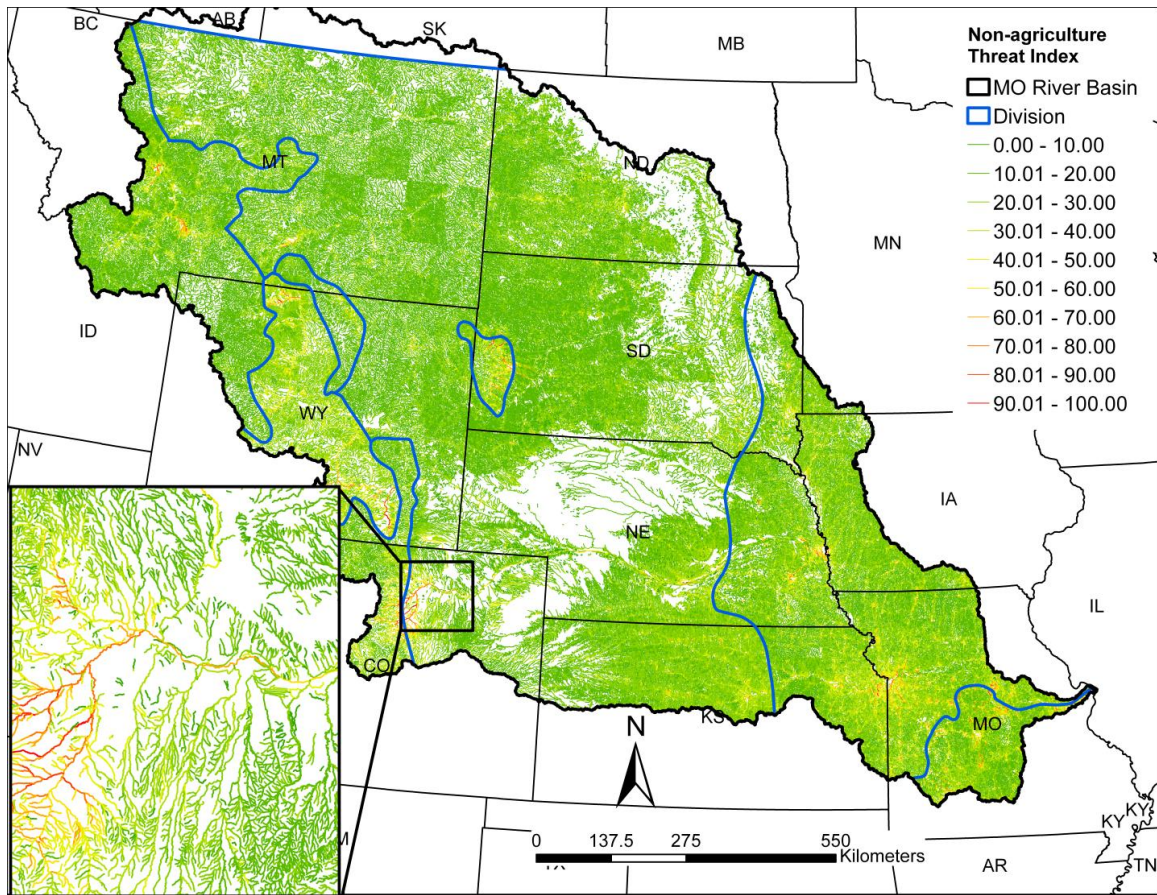 BC
AB
SK
MB
Non-agriculture
Threat Index
MO River Basin
Division
0.00 - 10.00
10.01 - 20.00
20.01 - 30.00
30.01 - 40.00
40.01 - 50.00
50.01 - 60.00
60.01 - 70.00
70.01 - 80.00
80.01 - 90.00
90.01 - 100.00
MT
ND
MN
ID
SD
WY
NV
IA
NE
IL
CO
KS
MO
N
KY
KY
0 137.5 275 550
Kilometers
AR
TN